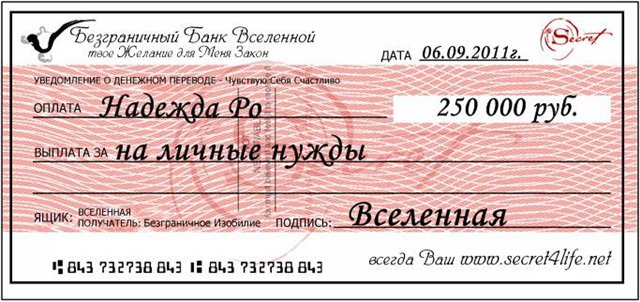 Безграничный Банк Вселенной
твое Желание для Меня Закон
ДАТА 06.09.2011г.
the Secret
УВЕДОМЛЕНИЕ О ДЕНЕЖНОМ ПЕРЕВОДЕ - Чувствую Себя Счастливо
ОПЛАТА Надежда Ро 250 000 руб.
ВЫПЛАТА ЗА на личные нужды
ЯЩИК: ВСЕЛЕННАЯ
ПОЛУЧАТЕЛЬ: Безграничное Изобилие
ПОДПИСЬ: Вселенная
всегда Ваш www.secret4life.net
843 732738 843 843 732738 843